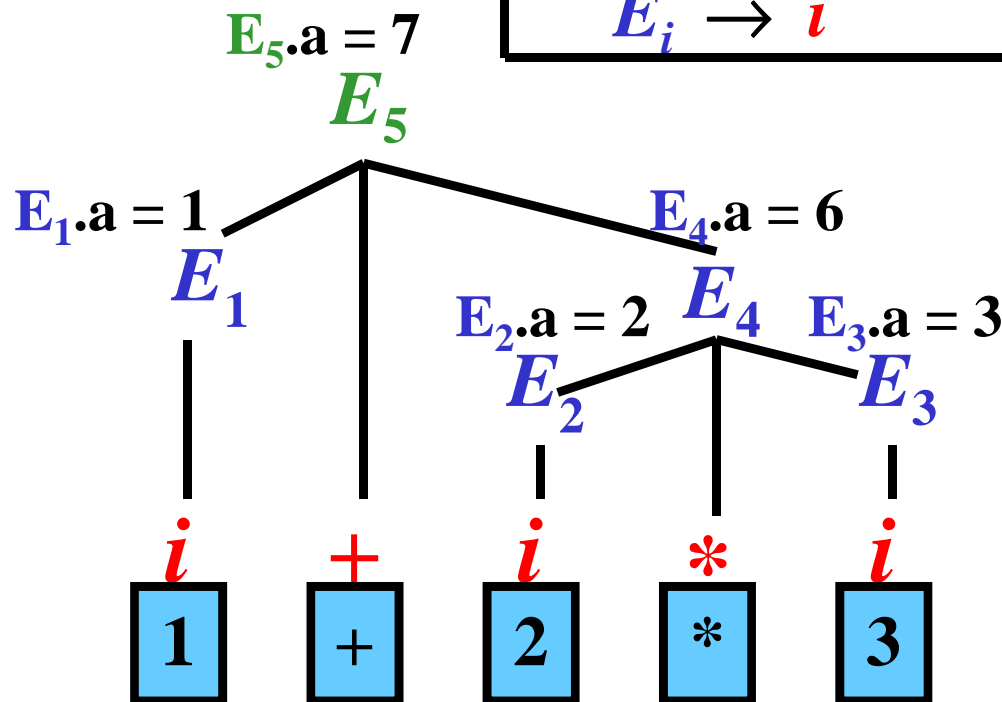 Eᵢ → i
E₅.a = 7
E₅
E₁.a = 1
E₄.a = 6
E₁
E₄
E₂.a = 2
E₃.a = 3
E₂
E₃
i + i * i
1 + 2 * 3